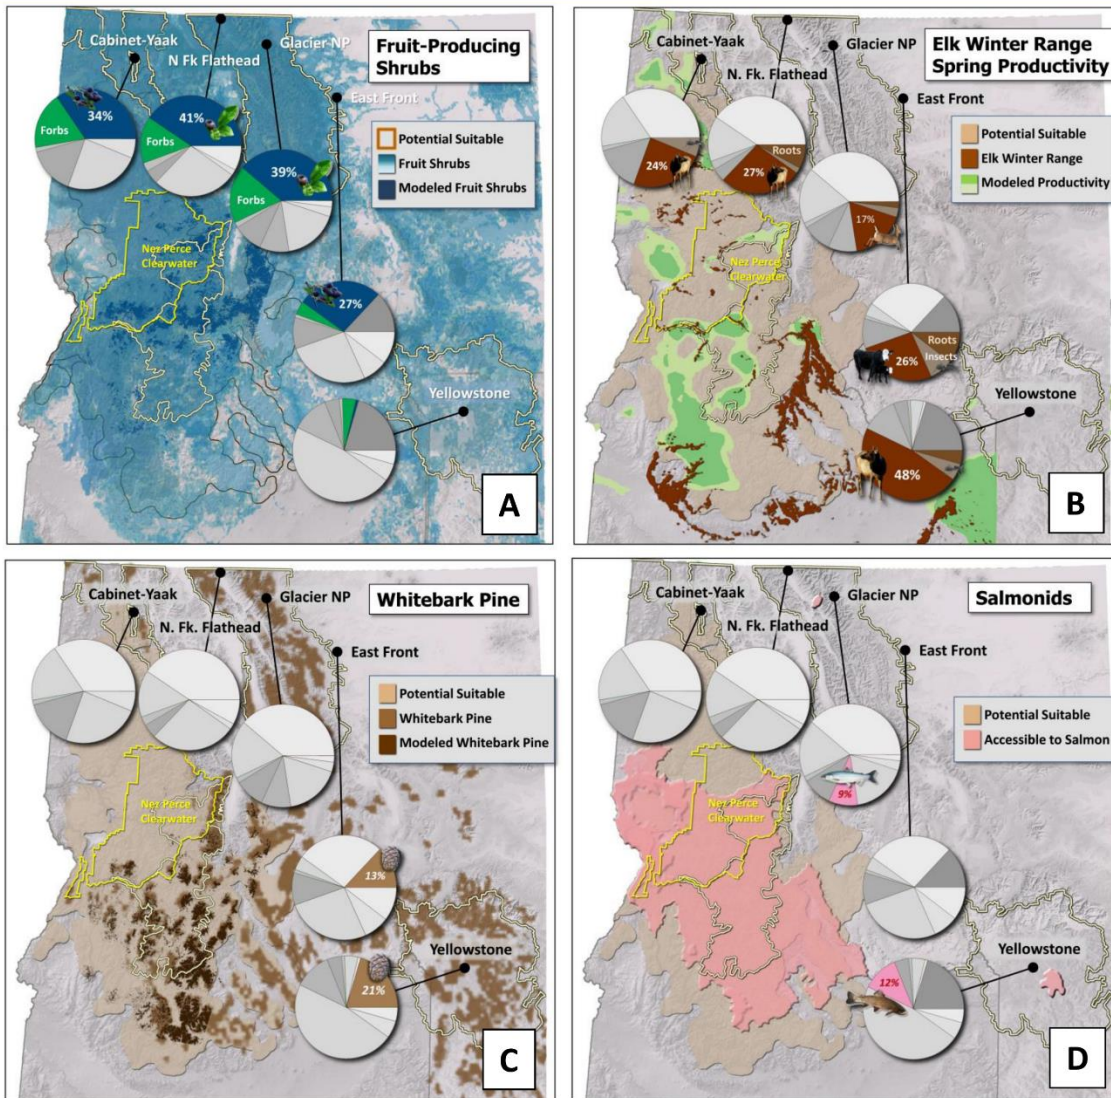 Cabinet-Yaak
N Fk Flathead
Glacier NP
East Front
Fruit-Producing
Shrubs
Potential Suitable
Fruit Shrubs
Modeled Fruit Shrubs
34%
Forbs
41%
Forbs
39%
Forbs
Nez Perce
Clearwater
27%
Yellowstone
A
Cabinet-Yaak
N. Fk. Flathead
Glacier NP
East Front
Elk Winter Range
Spring Productivity
Potential Suitable
Elk Winter Range
Modeled Productivity
24%
Roots
27%
17%
Nez Perce
Clearwater
Roots
Insects
26%
Yellowstone
48%
B
Cabinet-Yaak
N. Fk. Flathead
Glacier NP
East Front
Whitebark Pine
Potential Suitable
Whitebark Pine
Modeled Whitebark Pine
Nez Perce
Clearwater
13%
Yellowstone
21%
C
Cabinet-Yaak
N. Fk. Flathead
Glacier NP
East Front
Salmonids
Potential Suitable
Accessible to Salmon
9%
Nez Perce
Clearwater
Yellowstone
12%
D